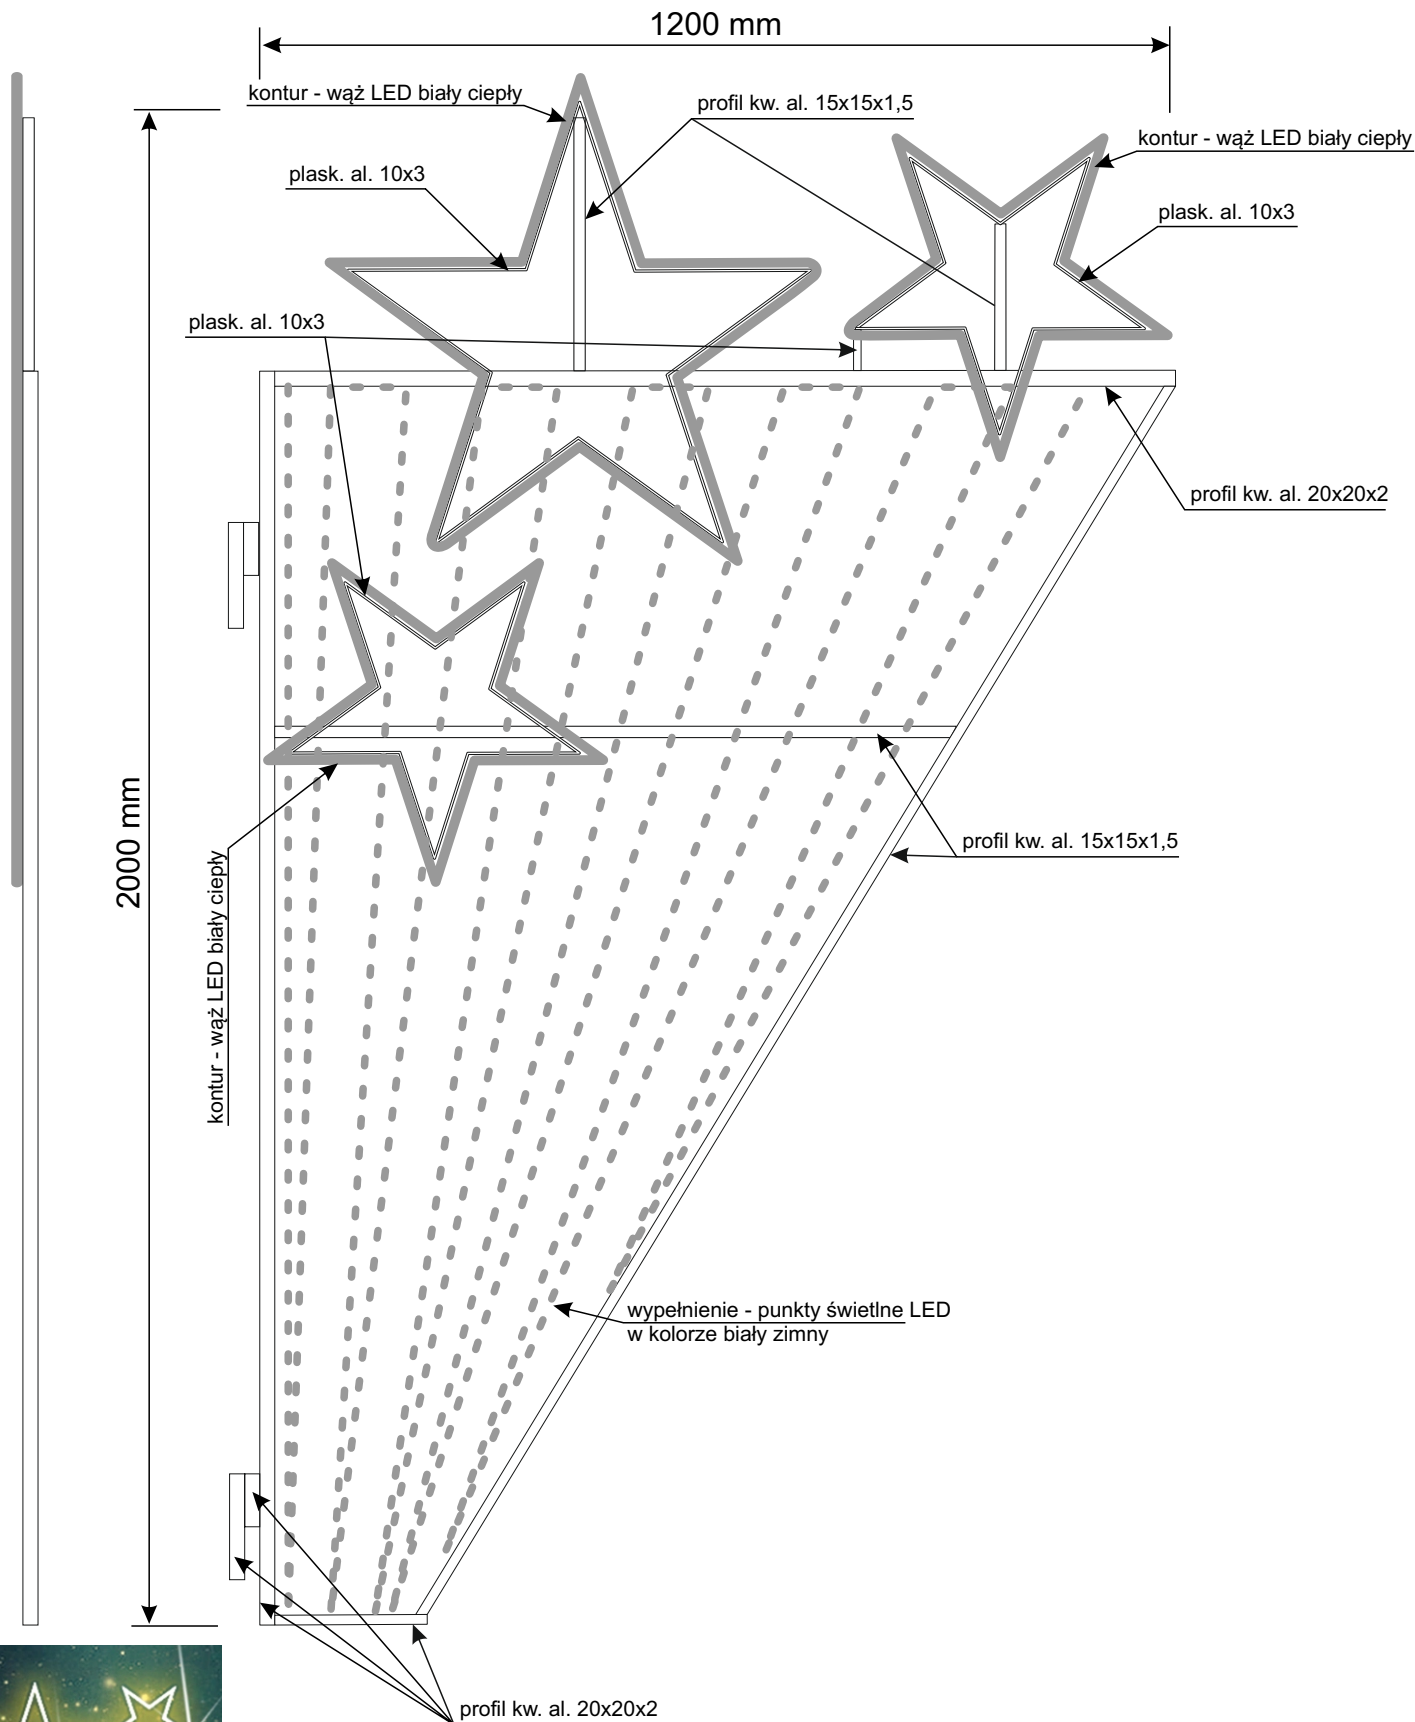 1200 mm
kontur - wąż LED biały ciepły
profil kw. al. 15x15x1,5
kontur - wąż LED biały ciepły
plask. al. 10x3
plask. al. 10x3
plask. al. 10x3
profil kw. al. 20x20x2
2000 mm
profil kw. al. 15x15x1,5
kontur - wąż LED biały ciepły
wypełnienie - punkty świetlne LED
w kolorze biały zimny
profil kw. al. 20x20x2